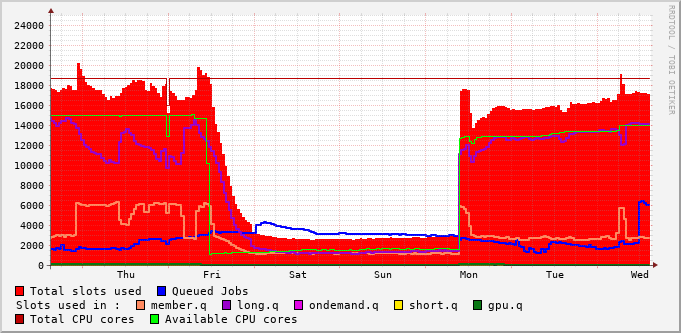 RRDTOOL / TOBI OETIKER
24000
22000
20000
18000
16000
14000
12000
10000
8000
6000
4000
2000
0
Thu Fri Sat Sun Mon Tue Wed
Total slots used Queued Jobs
Slots used in : member.q long.q ondemand.q short.q gpu.q
Total CPU cores Available CPU cores